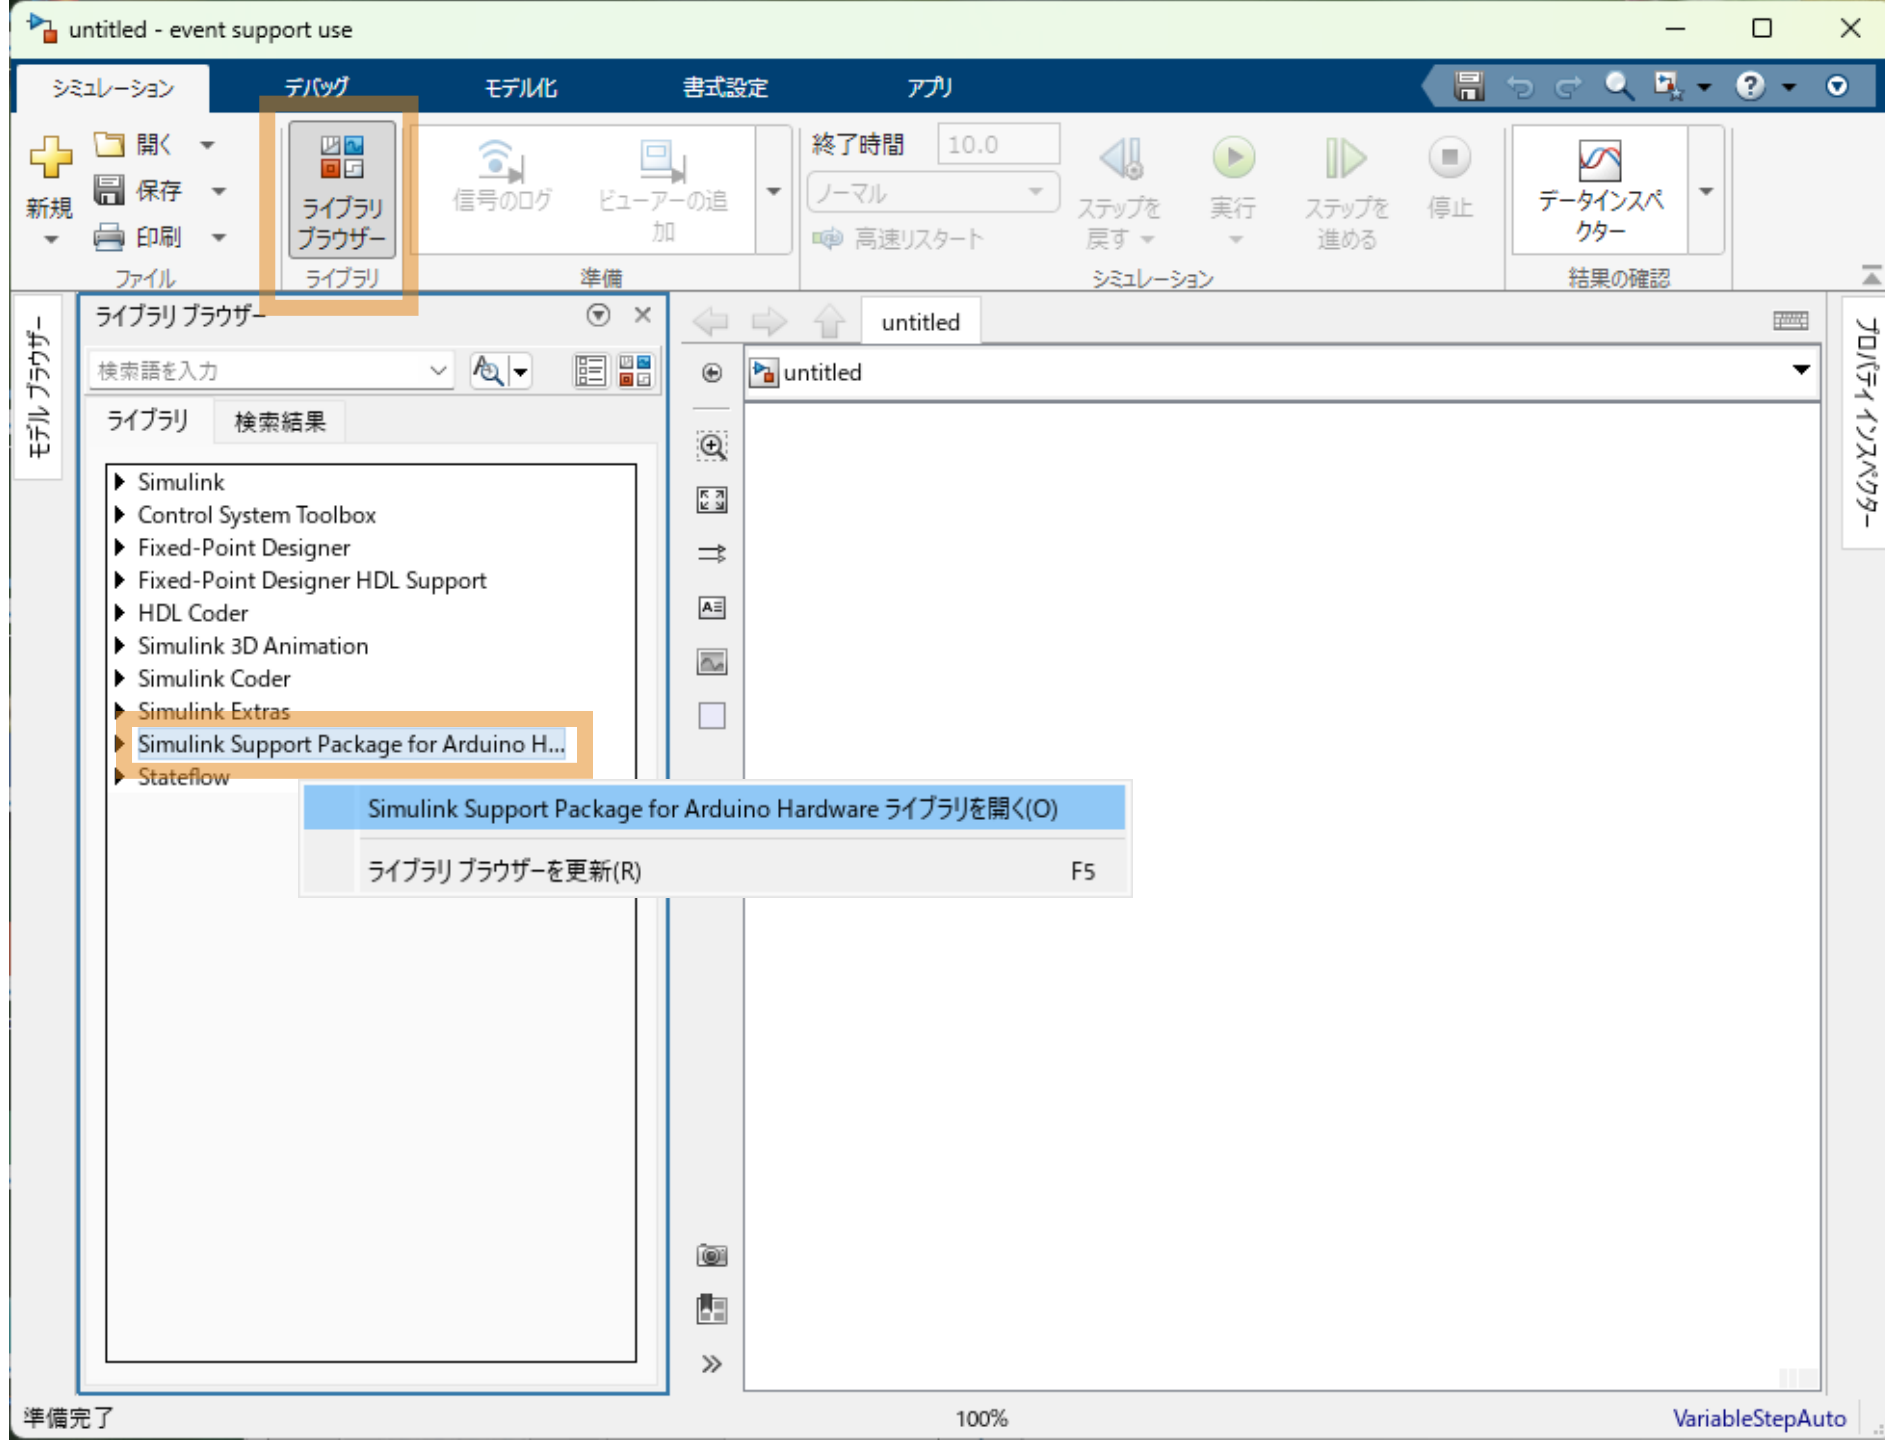 untitled - event support use
シミュレーション
デバッグ
モデル化
書式設定
アプリ
新規
開く
保存
印刷
ファイル
ライブラリ
ブラウザー
ライブラリ
信号のログ
ビューアーの追
加
準備
終了時間
10.0
ノーマル
高速リスタート
ステップを
戻す
実行
ステップを
進める
停止
シミュレーション
データインスペ
クター
結果の確認
モデル ブラウザー
ライブラリ ブラウザー
検索語を入力
ライブラリ
検索結果
Simulink
Control System Toolbox
Fixed-Point Designer
Fixed-Point Designer HDL Support
HDL Coder
Simulink 3D Animation
Simulink Coder
Simulink Extras
Simulink Support Package for Arduino H...
Stateflow
Simulink Support Package for Arduino Hardware ライブラリを開く(O)
ライブラリ ブラウザーを更新(R)
F5
untitled
untitled
プロパティ インスペクター
準備完了
100%
VariableStepAuto